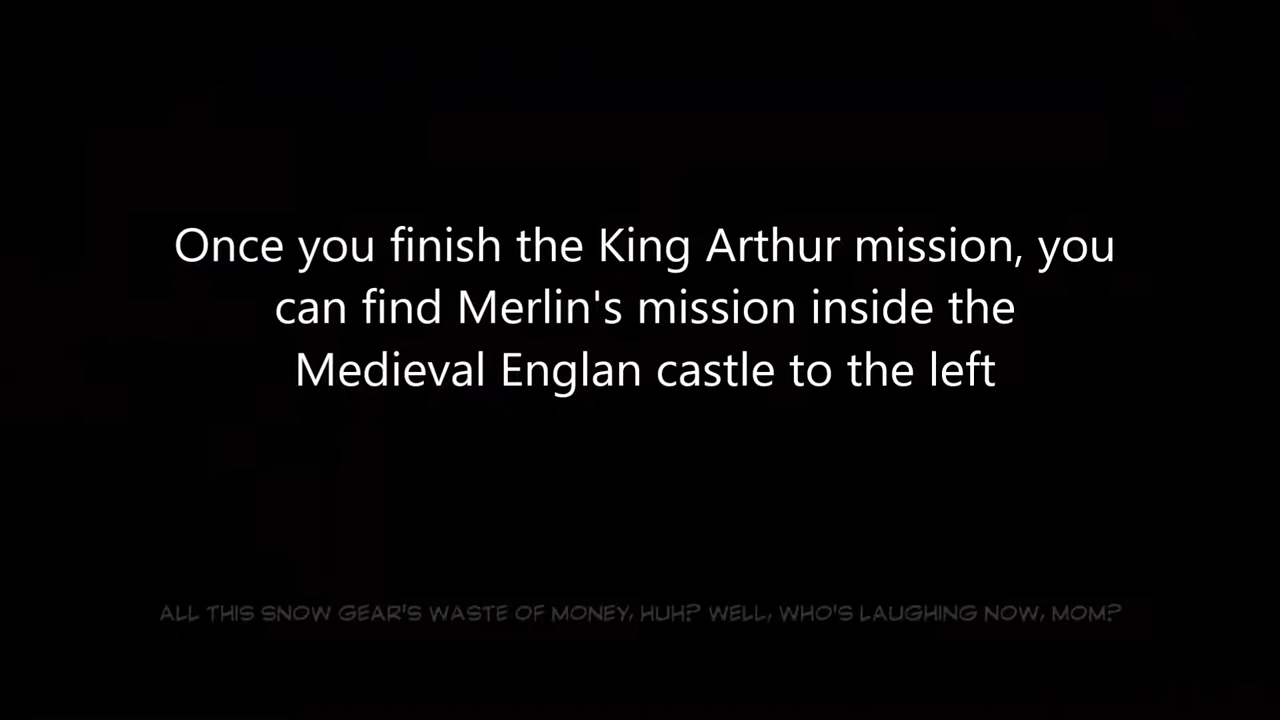 Once you finish the King Arthur mission, you
can find Merlin's mission inside the
Medieval Englan castle to the left
ALL THIS SNOW GEAR'S WASTE OF MONEY, HUH? WELL, WHO'S LAUGHING NOW, MOM?